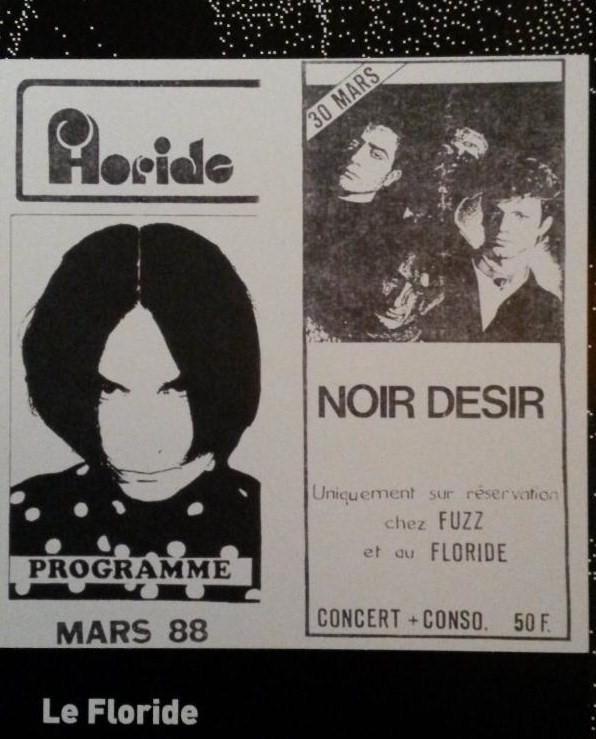 Floride
PROGRAMME
MARS 88
30 MARS
NOIR DESIR
Uniquement sur réservation
chez FUZZ
et au FLORIDE
CONCERT + CONSO. 50 F.
Le Floride